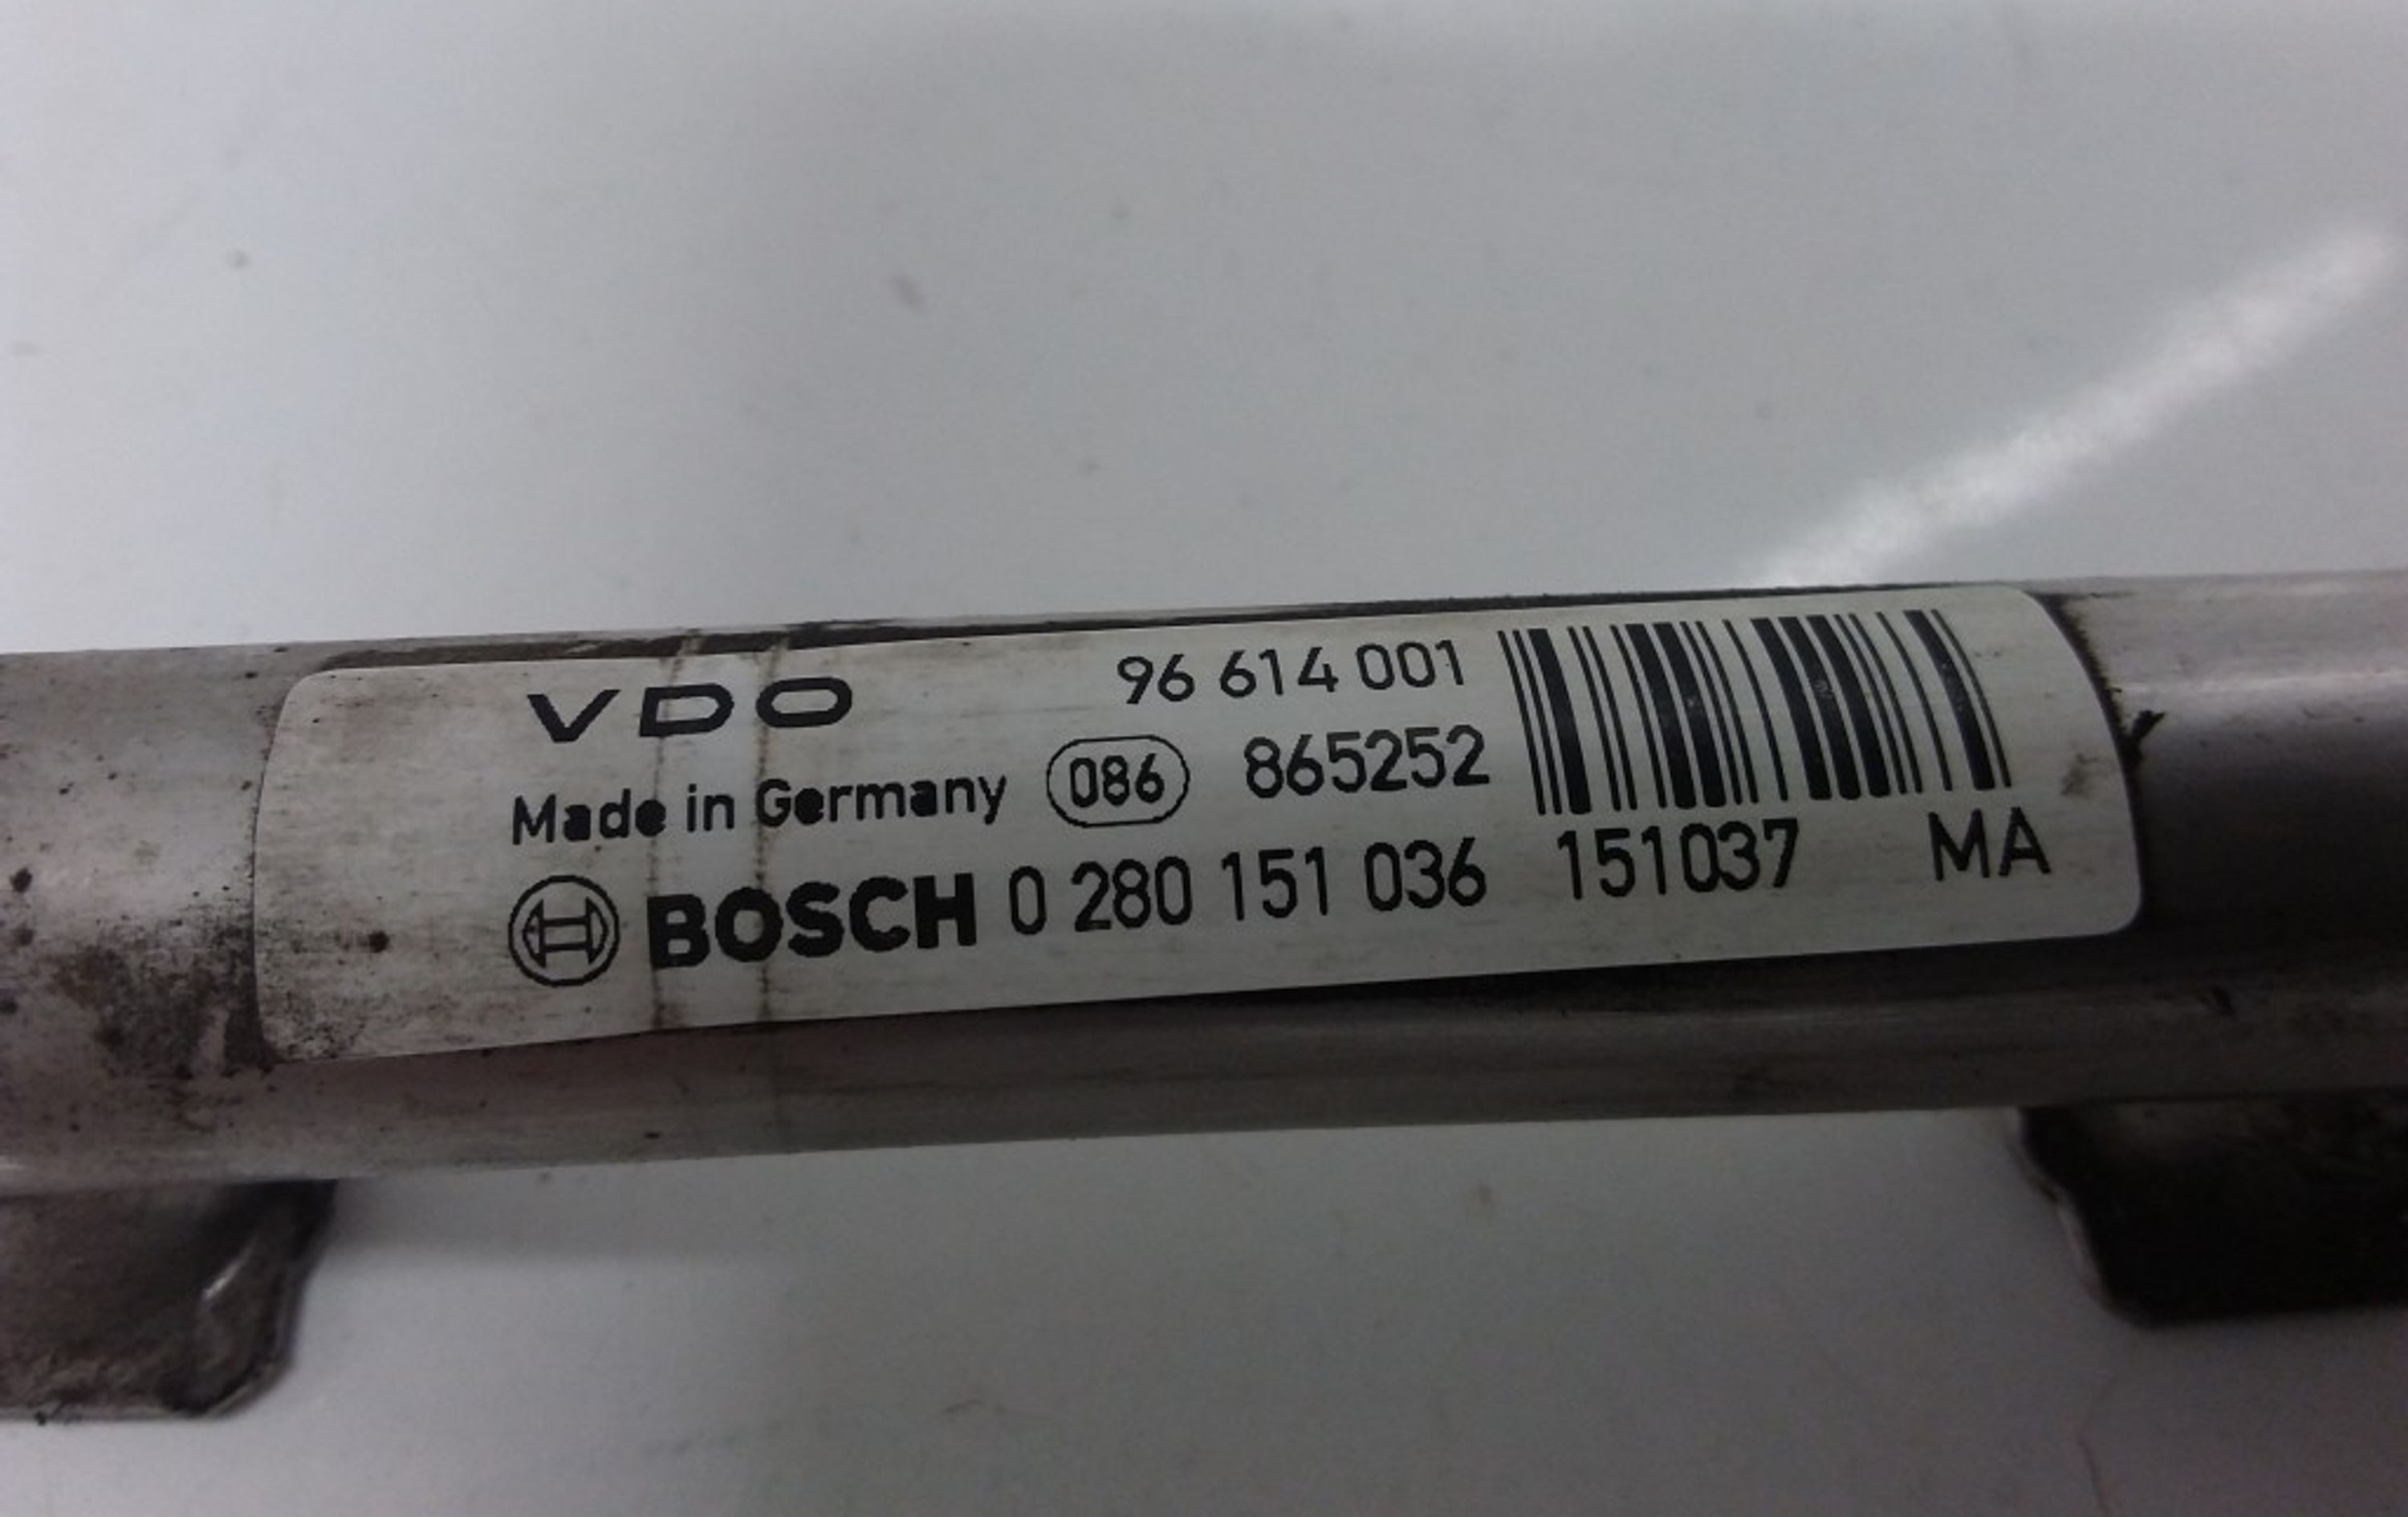 VDO 96 614 001
Made in Germany 086 865252
BOSCH 0 280 151 036 151037 MA